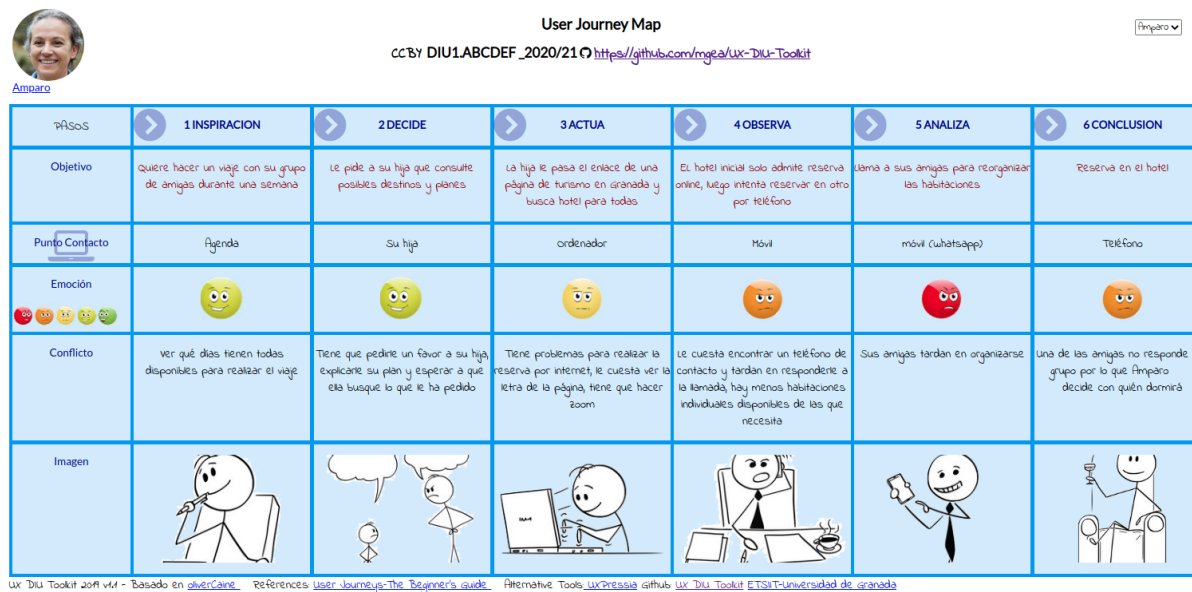 User Journey Map
Amparo
CCBY DIU1.ABCDEF_2020/21 https://github.com/mgea/UX-DIU-Toolkit
Amparo
PASOS
1 INSPIRACION
2 DECIDE
3 ACTUA
4 OBSERVA
5 ANALIZA
6 CONCLUSION
Objetivo
Quiere hacer un viaje con su grupo
de amigas durante una semana
Le pide a su hija que consulte
posibles destinos y planes
La hija le pasa el enlace de una
página de turismo en Granada y
busca hotel para todas
El hotel inicial solo admite reserva
online, luego intenta reservar en otro
por teléfono
Llama a sus amigas para reorganizar
las habitaciones
Reserva en el hotel
Punto Contacto
Agenda
Su hija
Ordenador
Móvil
móvil (whatsapp)
Teléfono
Emoción
Conflicto
Ver qué días tienen todas
disponibles para realizar el viaje
Tiene que pedirle un favor a su hija,
explicarle su plan y esperar a que
ella busque lo que le ha pedido
Tiene problemas para realizar la
reserva por internet, le cuesta ver la
letra de la página, tiene que hacer
zoom
Le cuesta encontrar un teléfono de
contacto y tardan en responderle a
la llamada, hay menos habitaciones
individuales disponibles de las que
necesita
Sus amigas tardan en organizarse
Una de las amigas no responde
grupo por lo que Amparo
decide con quién dormirá
Imagen
UX DIU Toolkit 2019 v1.1 - Basado en oliverCaine References: User Journeys-The Beginner's Guide Alternative Tools: UXPressia Github: UX DIU Toolkit ETSIIT-Universidad de Granada